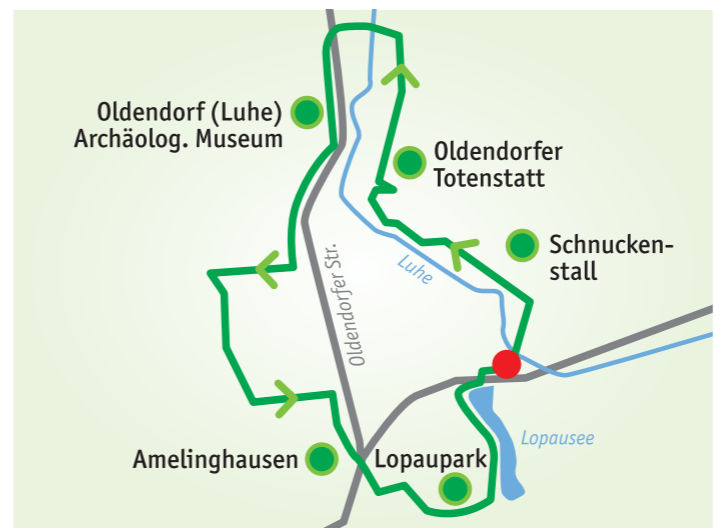 Oldendorf (Luhe)
Archäolog. Museum
Oldendorfer
Totenstatt
Schnucken-
stall
Luhe
Oldendorfer Str.
Lopausee
Amelinghausen
Lopaupark